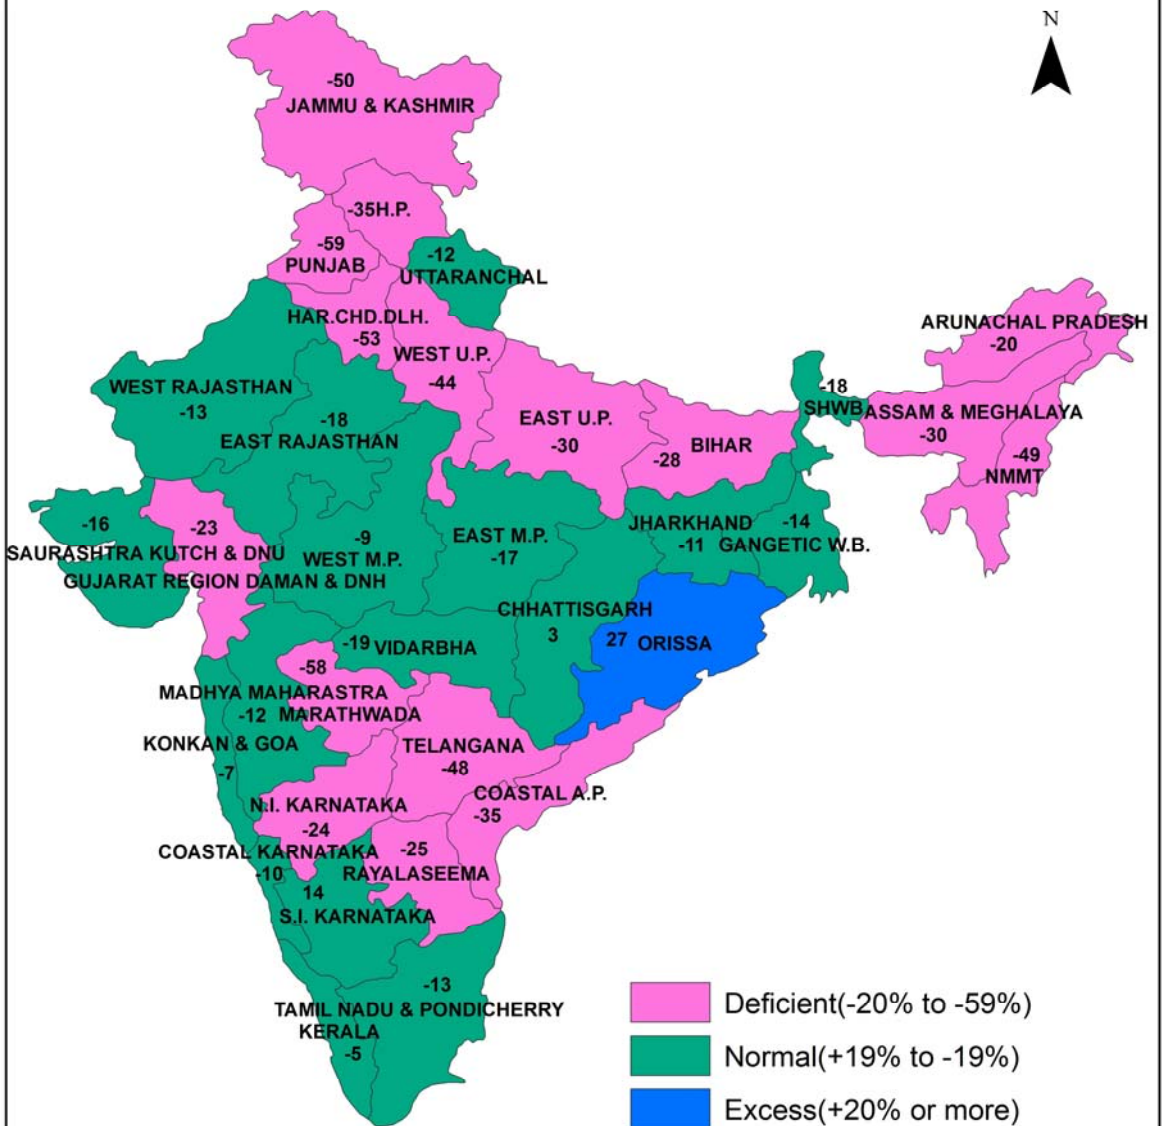 N
-50
JAMMU & KASHMIR
-35H.P.
-59
PUNJAB
-12
UTTARANCHAL
HAR.CHD.DLH.
-53
WEST U.P.
-44
ARUNACHAL PRADESH
-20
WEST RAJASTHAN
-13
-18
EAST RAJASTHAN
EAST U.P.
-30
BIHAR
-28
-18
SHWB
ASSAM & MEGHALAYA
-30
-49
NMMT
-16
SAURASHTRA KUTCH & DNU
-23
GUJARAT REGION DAMAN & DNH
-9
WEST M.P.
EAST M.P.
-17
JHARKHAND
-11
-14
GANGETIC W.B.
CHHATTISGARH
3
27 ORISSA
-19 VIDARBHA
-58
MADHYA MAHARASTRA
-12
MARATHWADA
KONKAN & GOA
-7
TELANGANA
-48
COASTAL A.P.
-35
N.I. KARNATAKA
-24
COASTAL KARNATAKA
-10
-25
RAYALASEEMA
14
S.I. KARNATAKA
-13
TAMIL NADU & PONDICHERRY
KERALA
-5
Deficient(-20% to -59%)
Normal(+19% to -19%)
Excess(+20% or more)